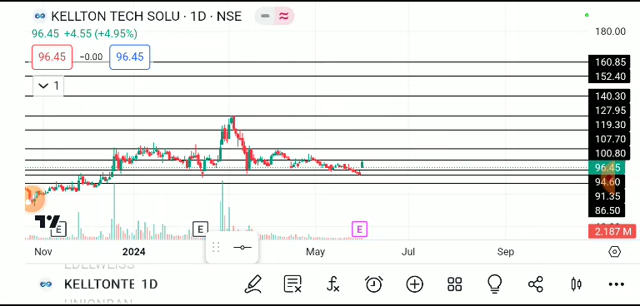 KELLTON TECH SOLU · 1D · NSE
96.45 +4.55 (+4.95%)
96.45 −0.00 96.45
1
180.00
160.85
152.40
140.30
127.95
119.30
107.70
100.80
96.45
94.60
91.35
86.50
2.187 M
E E E
Nov 2024 May Jul Sep
EDELWEISS
KELLTONTE 1D
UNIONBAN